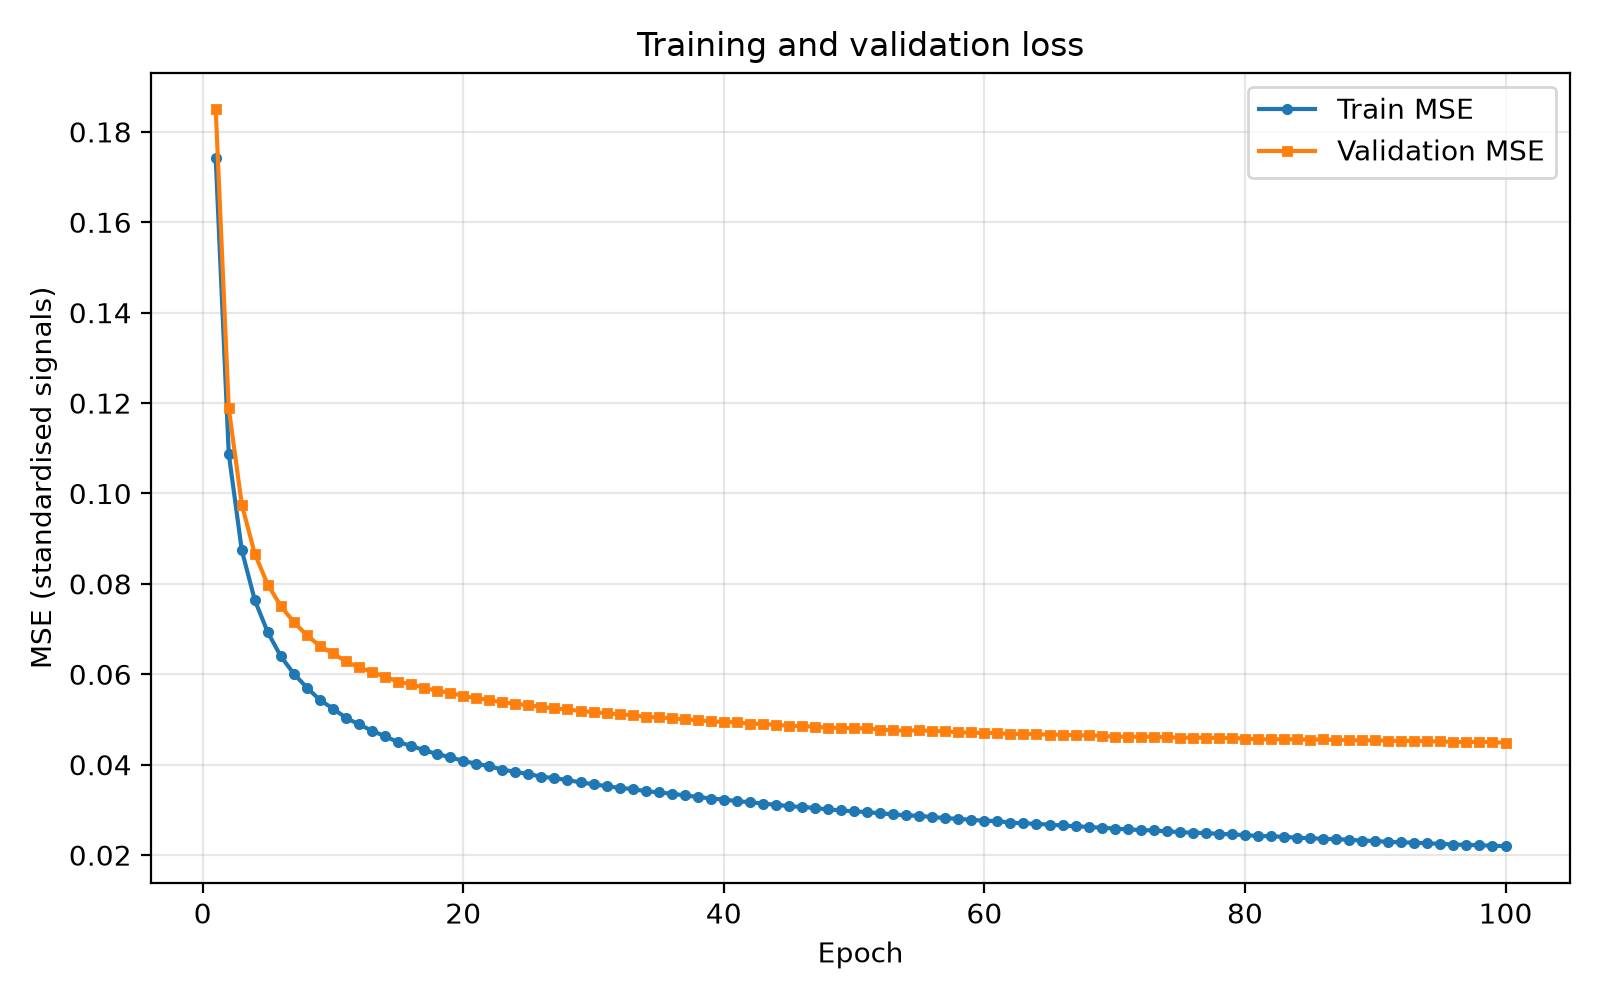 Training and validation loss
Train MSE
Validation MSE
MSE (standardised signals)
0.18
0.16
0.14
0.12
0.10
0.08
0.06
0.04
0.02
0 20 40 60 80 100
Epoch